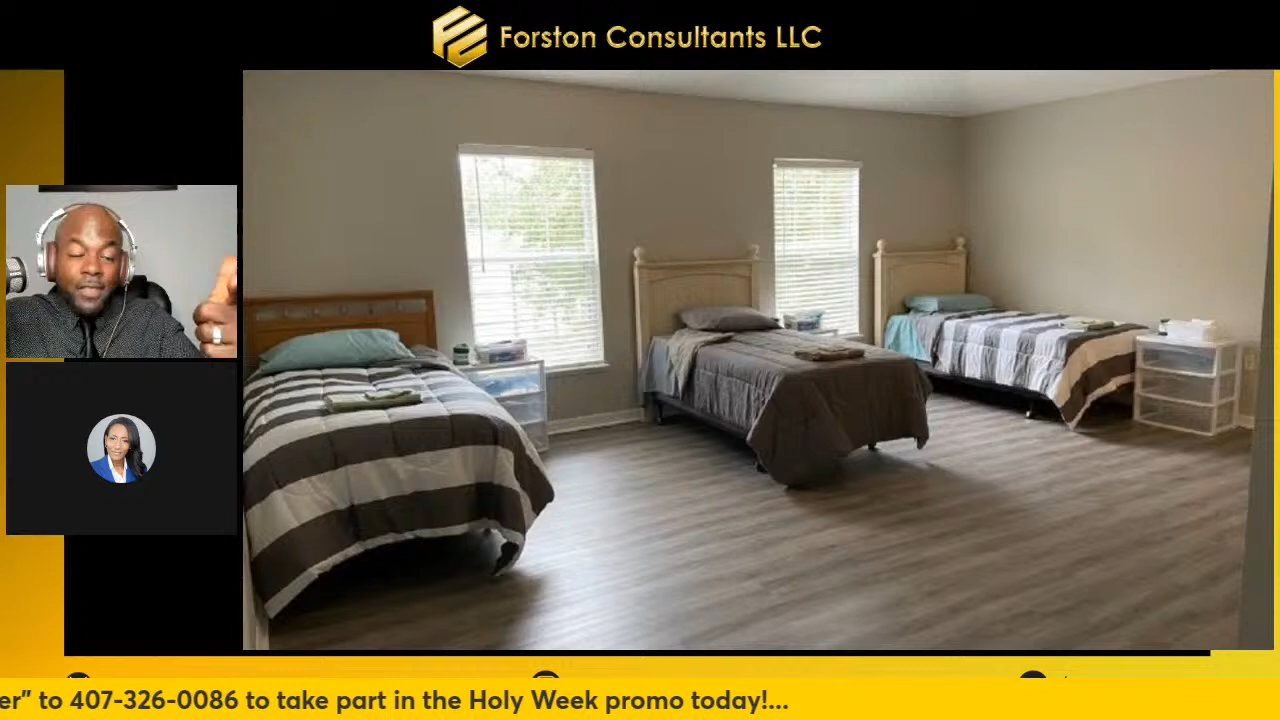 Forston Consultants LLC
er” to 407-326-0086 to take part in the Holy Week promo today!...